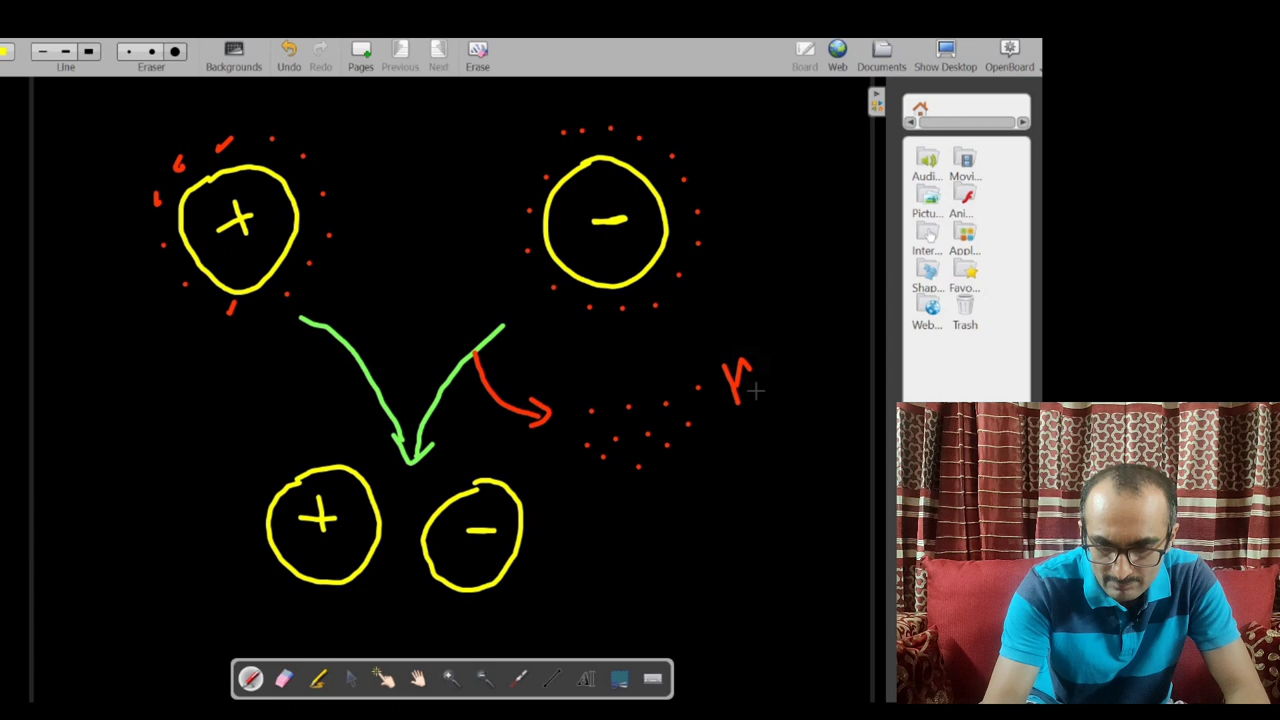 Line Eraser Backgrounds Undo Redo Pages Previous Next Erase Board Web Documents Show Desktop OpenBoard
+ -
Audi... Movi...
Pictu... Ani...
Inter... Appl...
Shap... Favo...
Web... Trash
+ -
AI